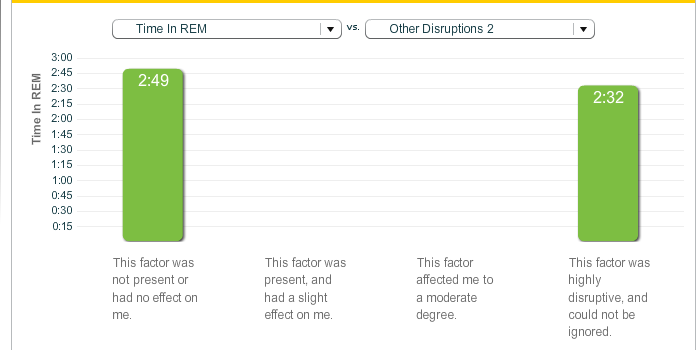 Time In REM vs. Other Disruptions 2
3:00
2:45
2:30
2:15
2:00
1:45
1:30
1:15
1:00
0:45
0:30
0:15
Time In REM
2:49
2:32
This factor was
not present or
had no effect on
me.
This factor was
present, and
had a slight
effect on me.
This factor
affected me to
a moderate
degree.
This factor was
highly
disruptive, and
could not be
ignored.